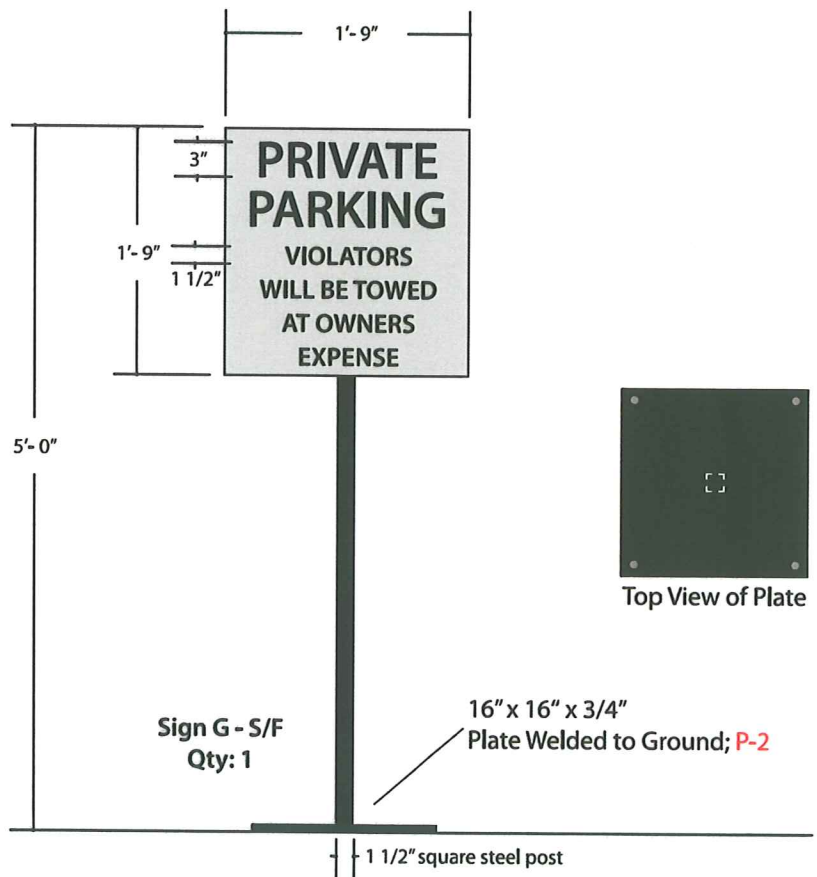 1'- 9"
PRIVATE
PARKING
VIOLATORS
WILL BE TOWED
AT OWNERS
EXPENSE
3"
1'- 9"
1 1/2"
5'- 0"
Top View of Plate
Sign G - S/F
Qty: 1
16" x 16" x 3/4"
Plate Welded to Ground; P-2
1 1/2" square steel post